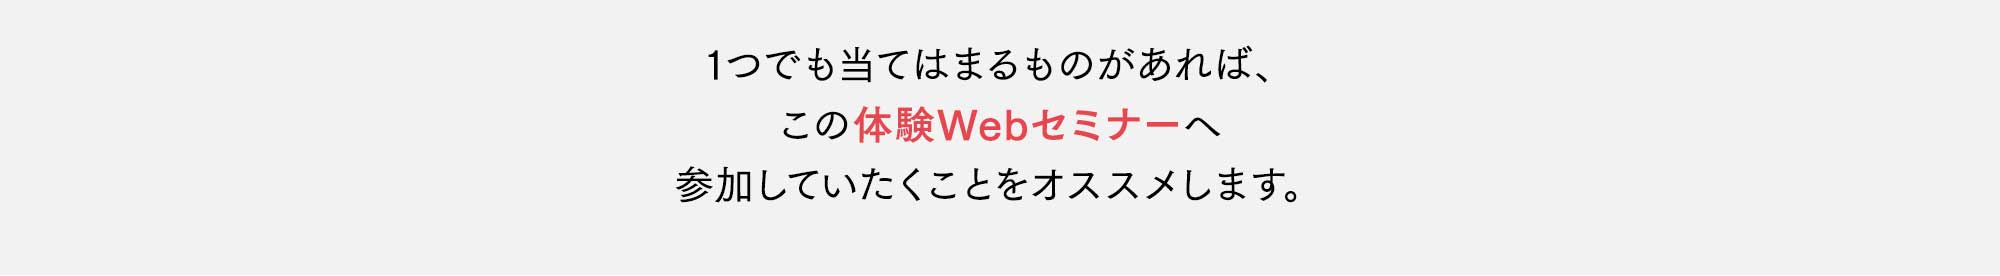 1つでも当てはまるものがあれば、
この体験Webセミナーへ
参加していたくことをオススメします。